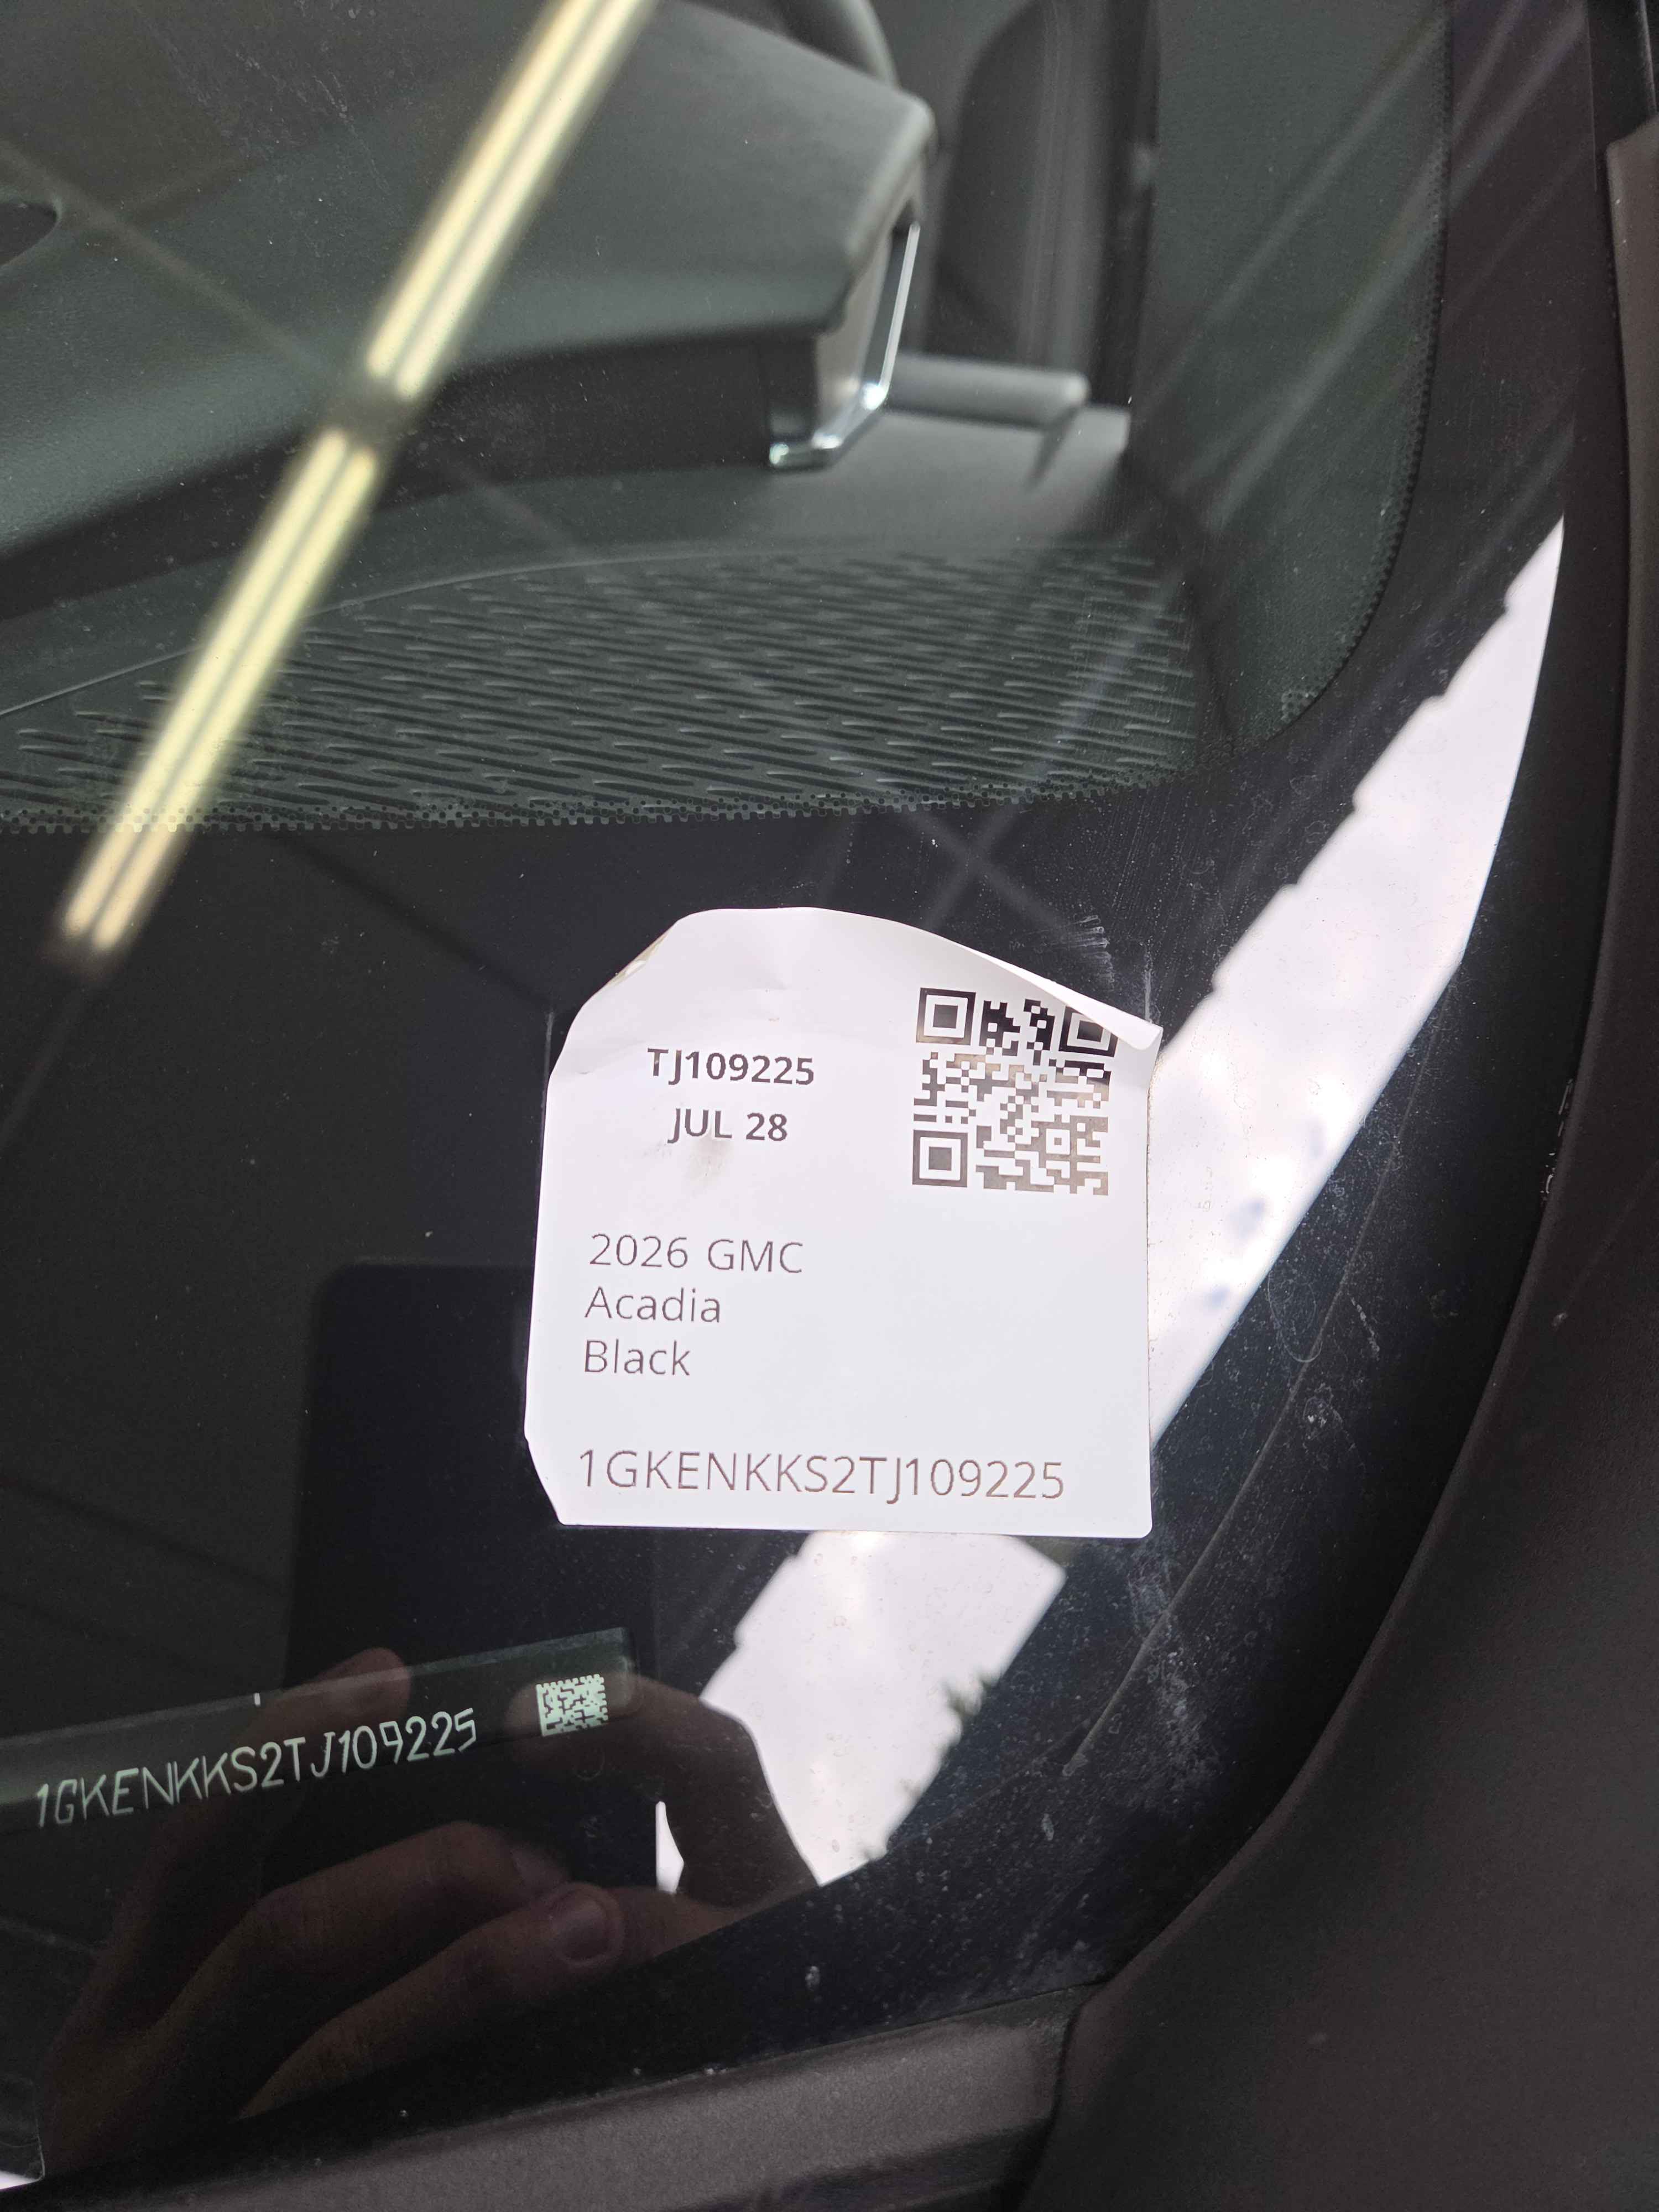 TJ109225
JUL 28
2026 GMC
Acadia
Black
1GKENKKS2TJ109225
1GKENKKS2TJ109225